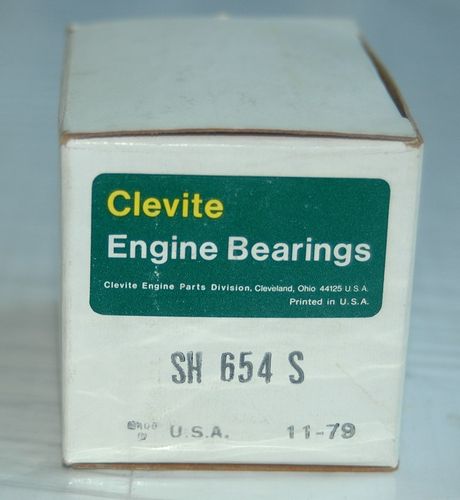 Clevite
Engine Bearings
Clevite Engine Parts Division, Cleveland, Ohio 44125 U.S.A.
Printed in U.S.A.
SH 654 S
U.S.A. 11-79